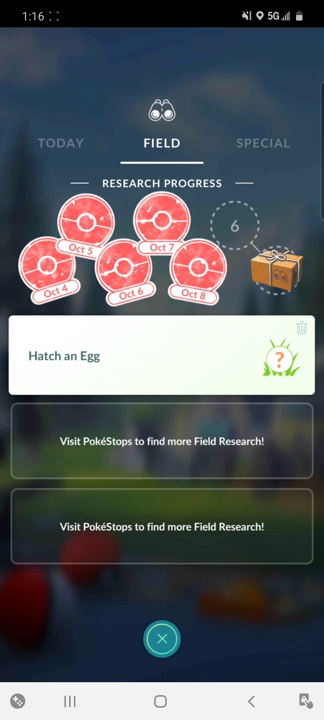 1:16
5G
TODAY
FIELD
SPECIAL
RESEARCH PROGRESS
Oct 5
Oct 7
6
Oct 4
Oct 6
Oct 8
Hatch an Egg
?
Visit PokéStops to find more Field Research!
Visit PokéStops to find more Field Research!